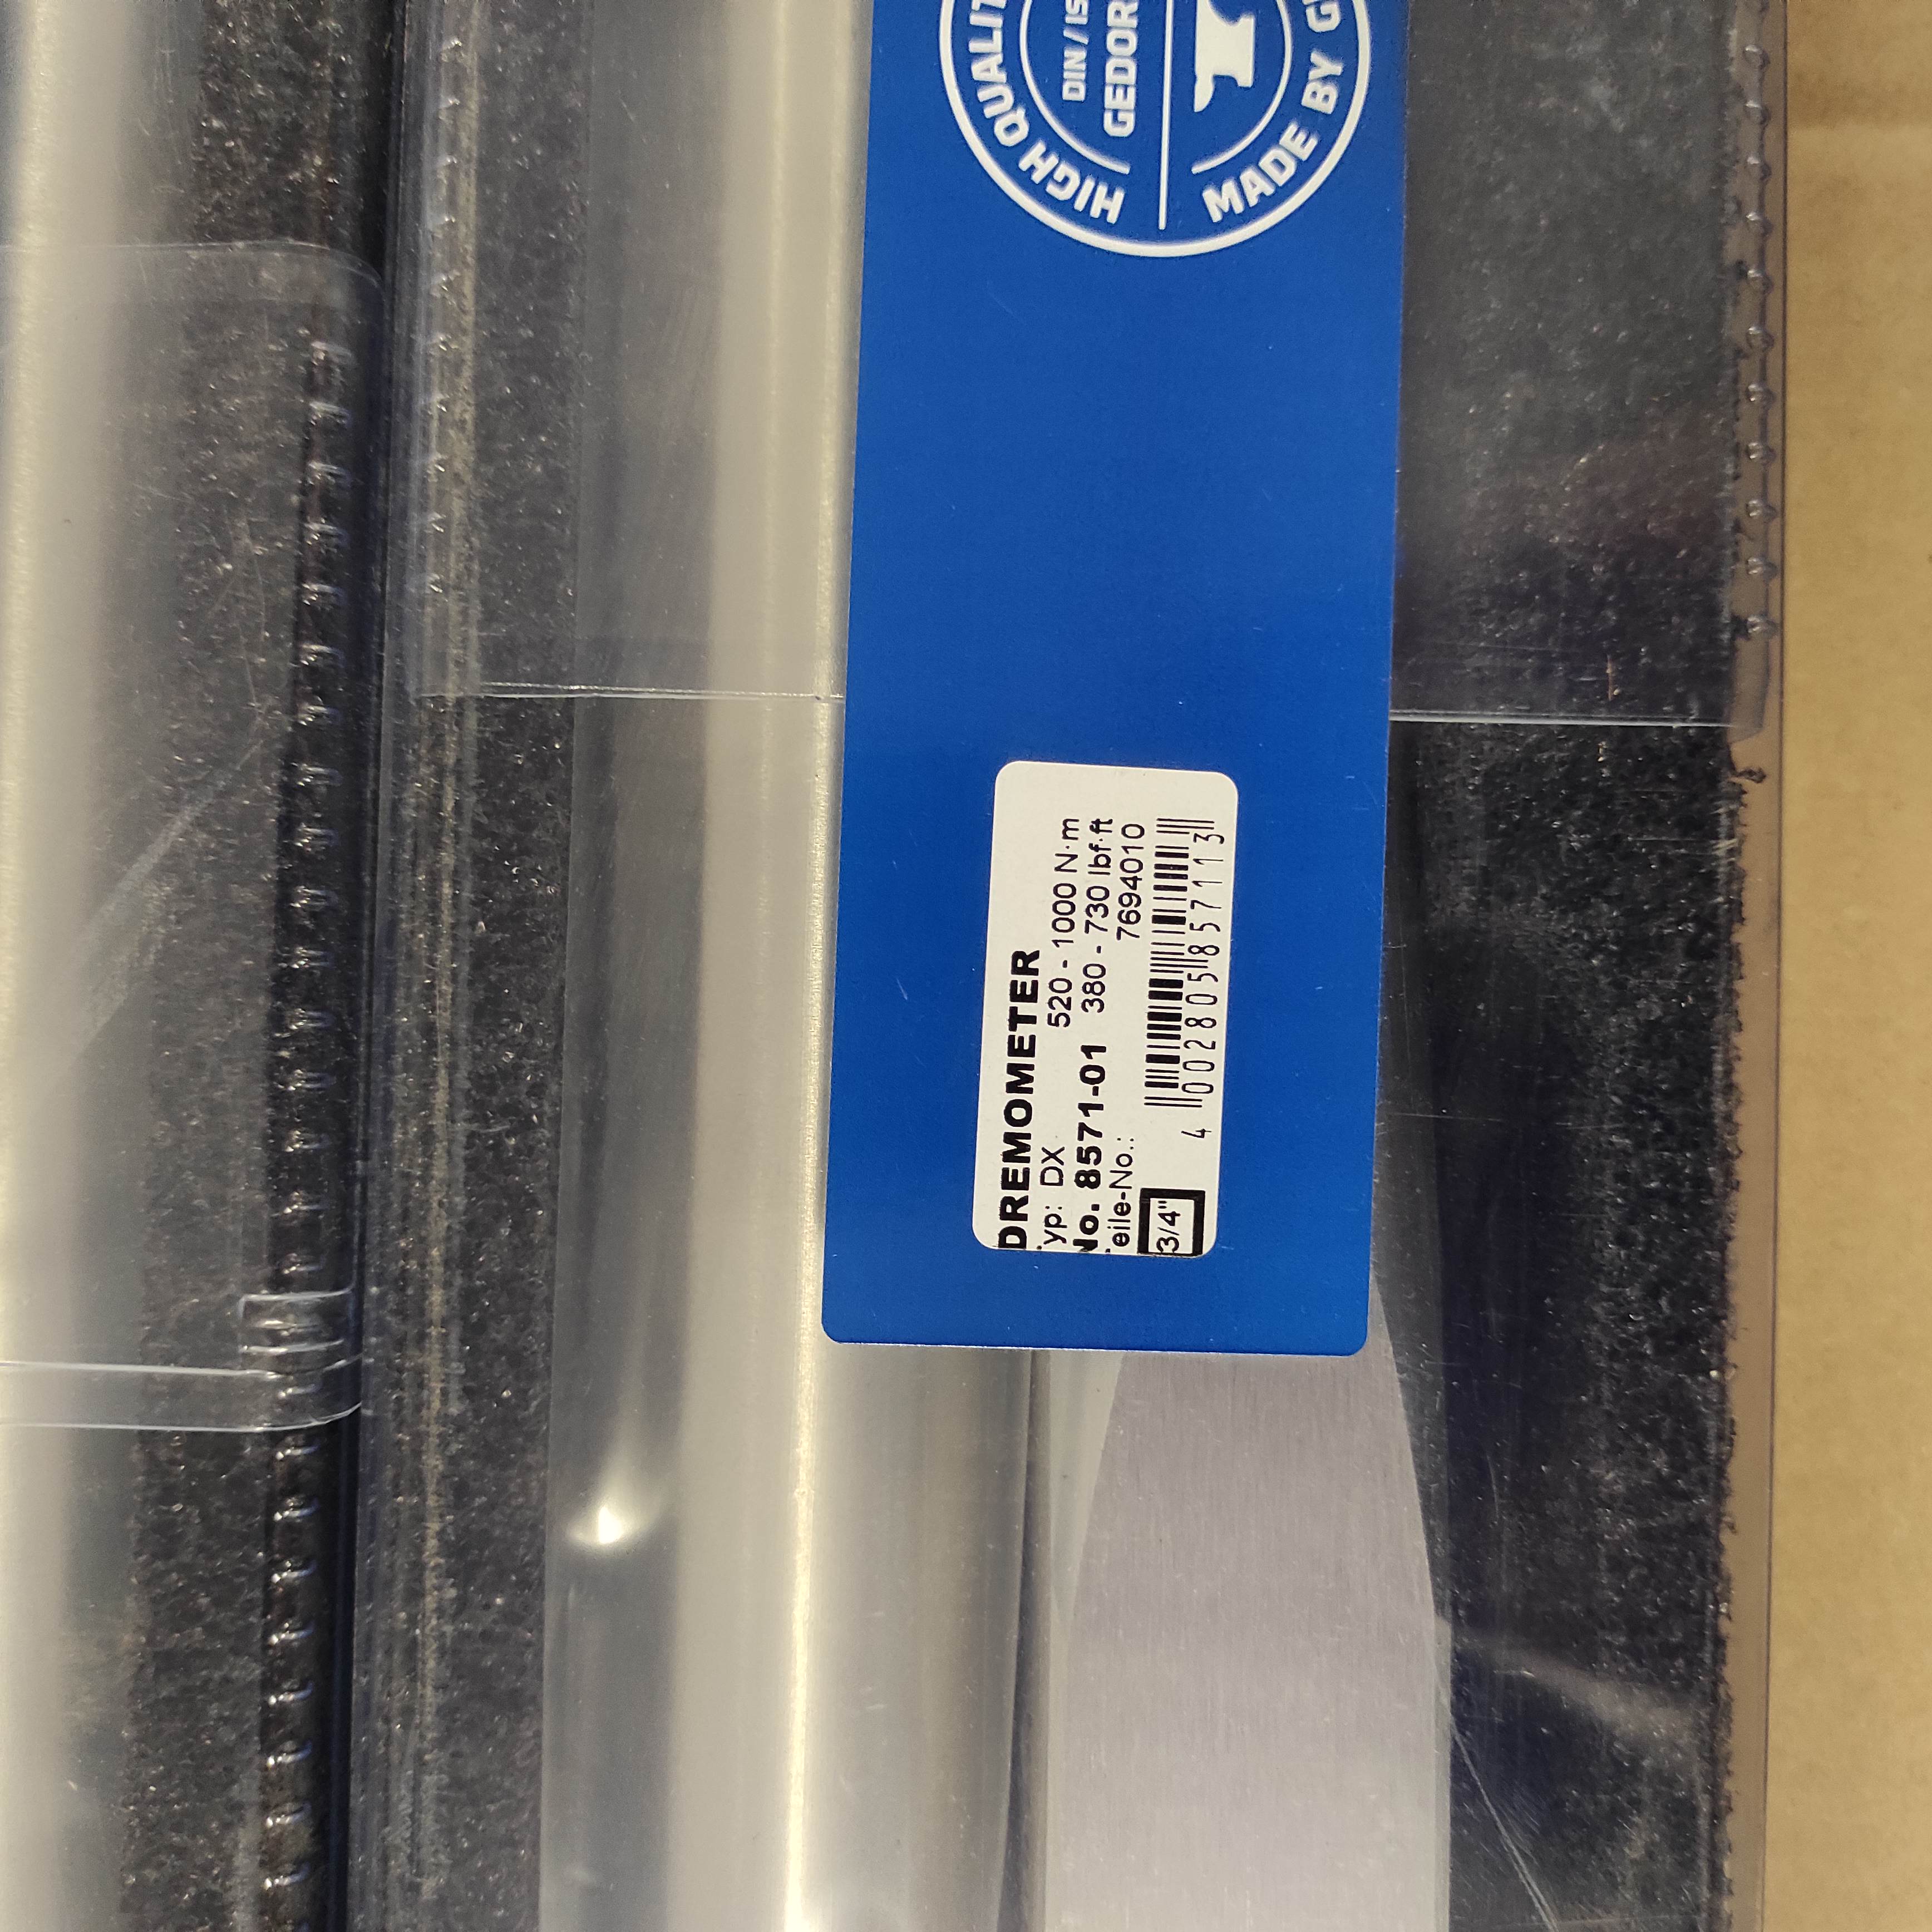 HIGH QUALIT
DIN/IS
GEDOR
MADE BY G
DREMOMETER
yp: DX 520 - 1000 N·m
No. 8571-01 380 - 730 lbf·ft
eile-No.: 7694010
3/4"
4 002805 857113